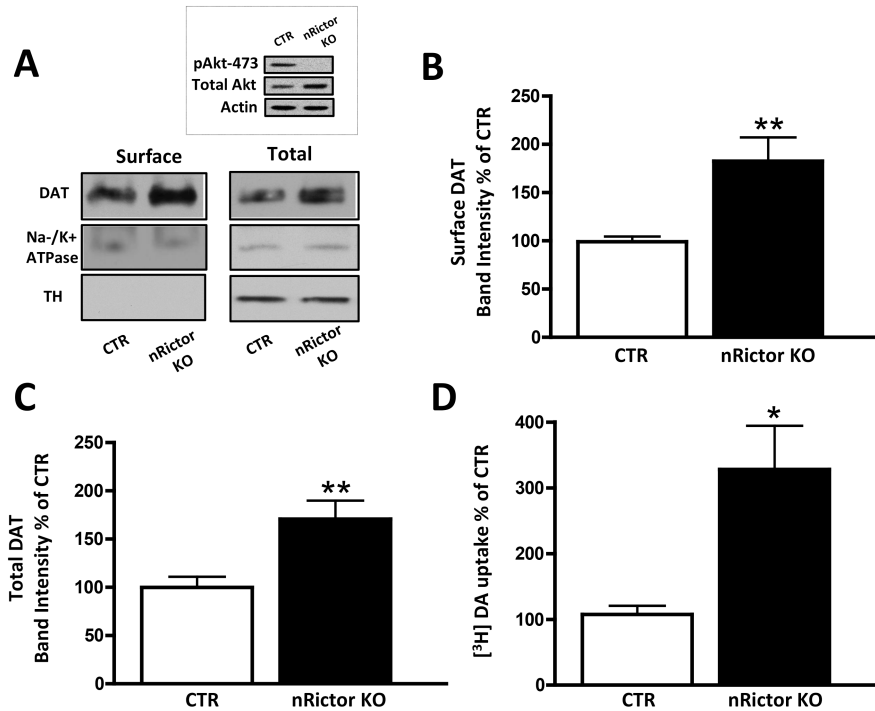 A
CTR nRictor KO
pAkt-473
Total Akt
Actin
Surface Total
DAT
Na-/K+
ATPase
TH
CTR nRictor KO CTR nRictor KO
B
Surface DAT
Band Intensity % of CTR
250
200
150
100
50
0
**
CTR nRictor KO
C
Total DAT
Band Intensity % of CTR
250
200
150
100
50
0
**
CTR nRictor KO
D
[³H] DA uptake % of CTR
400
300
200
100
0
*
CTR nRictor KO